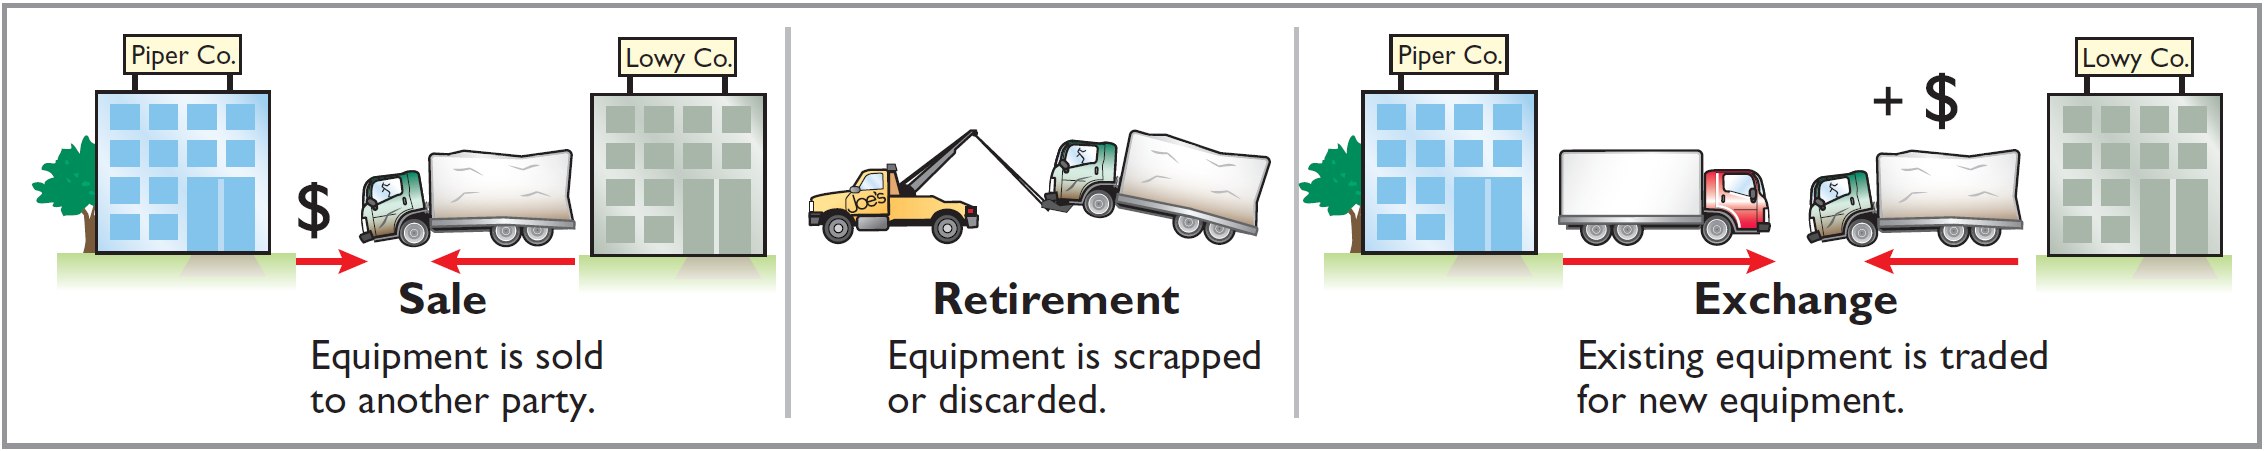 Piper Co.
Lowy Co.
$
Sale
Equipment is sold
to another party.
Joe's
Retirement
Equipment is scrapped
or discarded.
Piper Co.
Lowy Co.
+ $
Exchange
Existing equipment is traded
for new equipment.